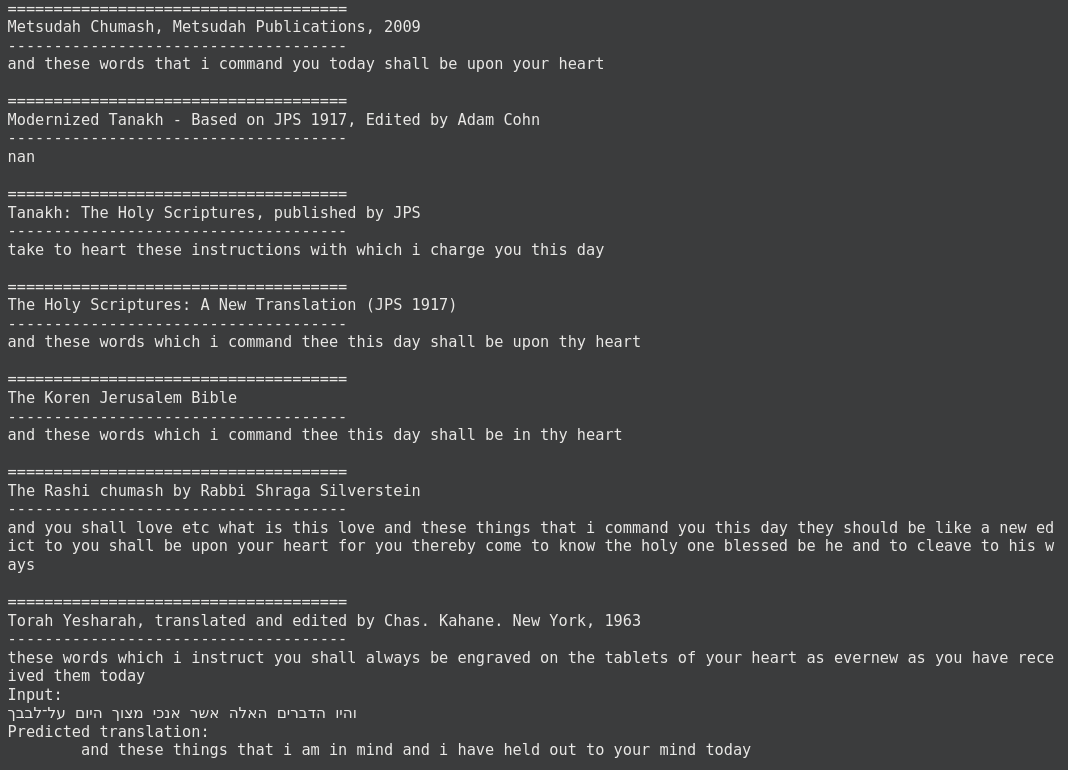 =====================================
Metsudah Chumash, Metsudah Publications, 2009
-------------------------------------
and these words that i command you today shall be upon your heart
=====================================
Modernized Tanakh - Based on JPS 1917, Edited by Adam Cohn
-------------------------------------
nan
=====================================
Tanakh: The Holy Scriptures, published by JPS
-------------------------------------
take to heart these instructions with which i charge you this day
=====================================
The Holy Scriptures: A New Translation (JPS 1917)
-------------------------------------
and these words which i command thee this day shall be upon thy heart
=====================================
The Koren Jerusalem Bible
-------------------------------------
and these words which i command thee this day shall be in thy heart
=====================================
The Rashi chumash by Rabbi Shraga Silverstein
-------------------------------------
and you shall love etc what is this love and these things that i command you this day they should be like a new ed
ict to you shall be upon your heart for you thereby come to know the holy one blessed be he and to cleave to his w
ays
=====================================
Torah Yesharah, translated and edited by Chas. Kahane. New York, 1963
-------------------------------------
these words which i instruct you shall always be engraved on the tablets of your heart as evernew as you have rece
ived them today
Input:
והיו הדברים האלה אשר אנכי מצוך היום על־לבבך
Predicted translation:
and these things that i am in mind and i have held out to your mind today